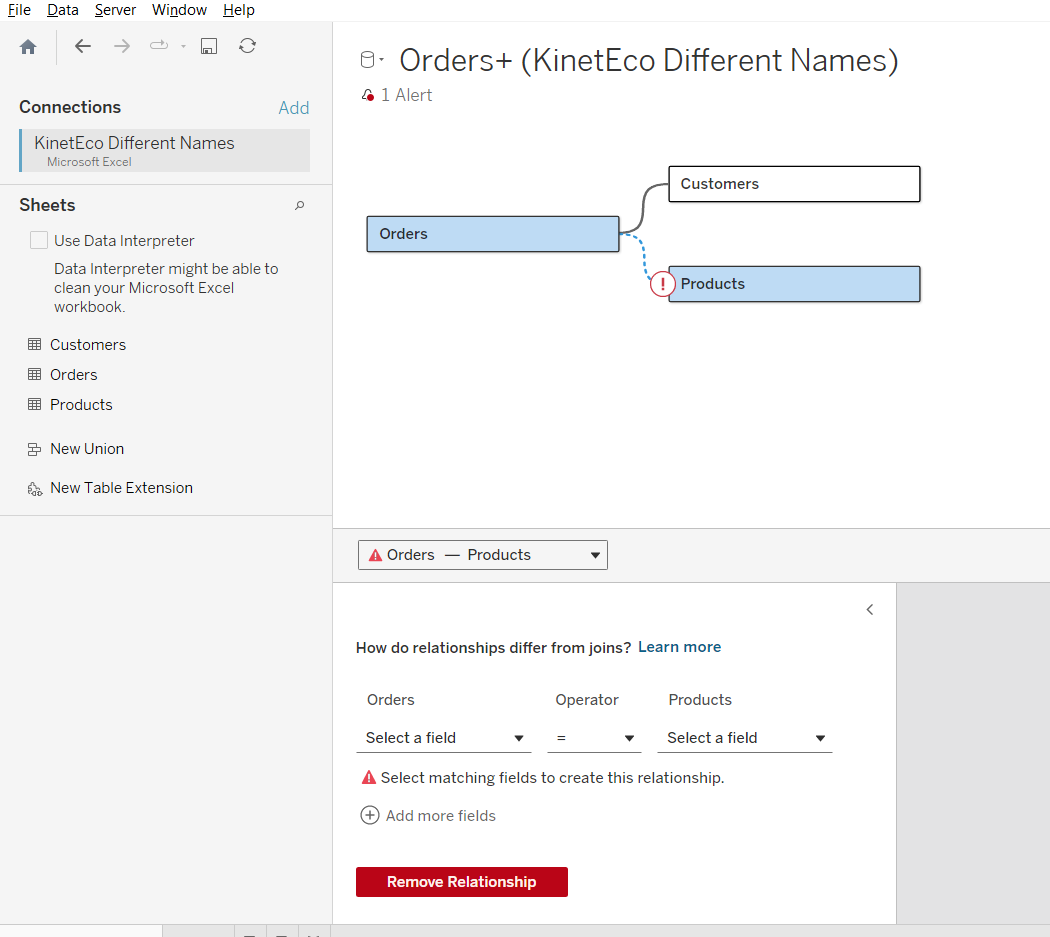 File Data Server Window Help
Orders+ (KinetEco Different Names)
1 Alert
Connections Add
KinetEco Different Names
Microsoft Excel
Sheets
Use Data Interpreter
Data Interpreter might be able to
clean your Microsoft Excel
workbook.
Customers
Orders
Products
New Union
New Table Extension
Customers
Orders
! Products
Orders — Products
How do relationships differ from joins? Learn more
Orders Operator Products
Select a field = Select a field
Select matching fields to create this relationship.
Add more fields
Remove Relationship